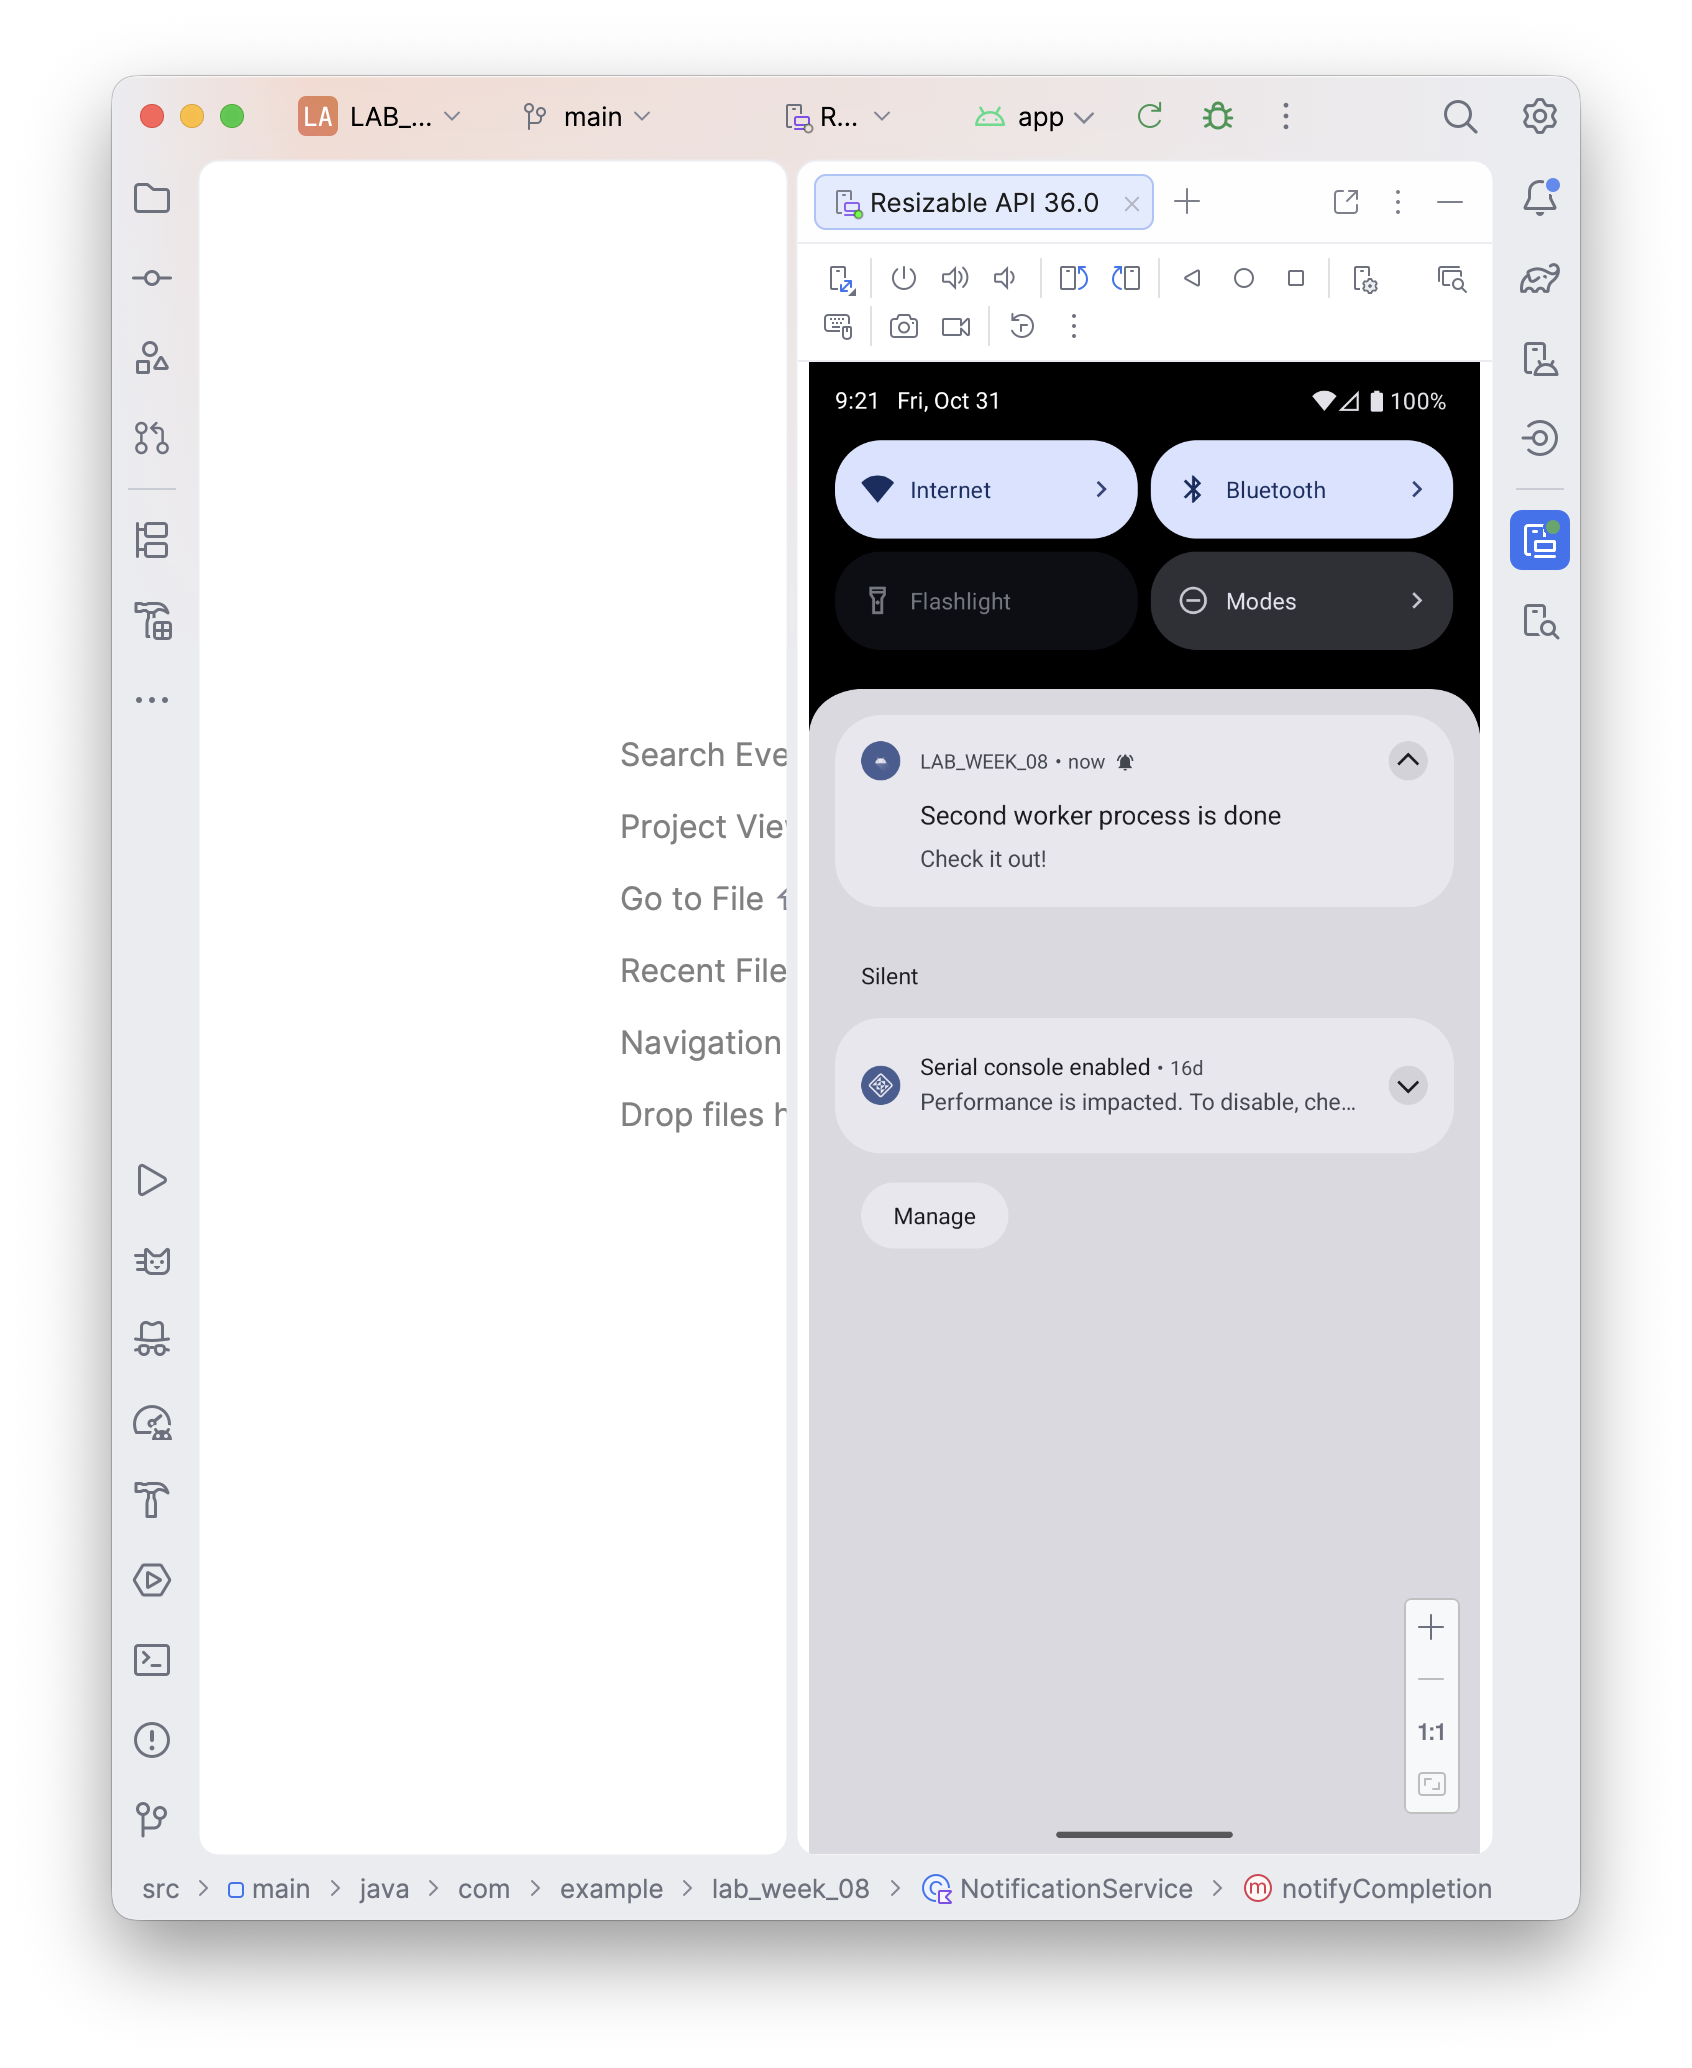 LA LAB_... main R... app
Resizable API 36.0
9:21 Fri, Oct 31 100%
Internet Bluetooth
Flashlight Modes
LAB_WEEK_08 • now
Second worker process is done
Check it out!
Silent
Serial console enabled • 16d
Performance is impacted. To disable, che...
Manage
1:1
Search Eve
Project Vie
Go to File
Recent File
Navigation
Drop files h
src > main > java > com > example > lab_week_08 > NotificationService > m notifyCompletion